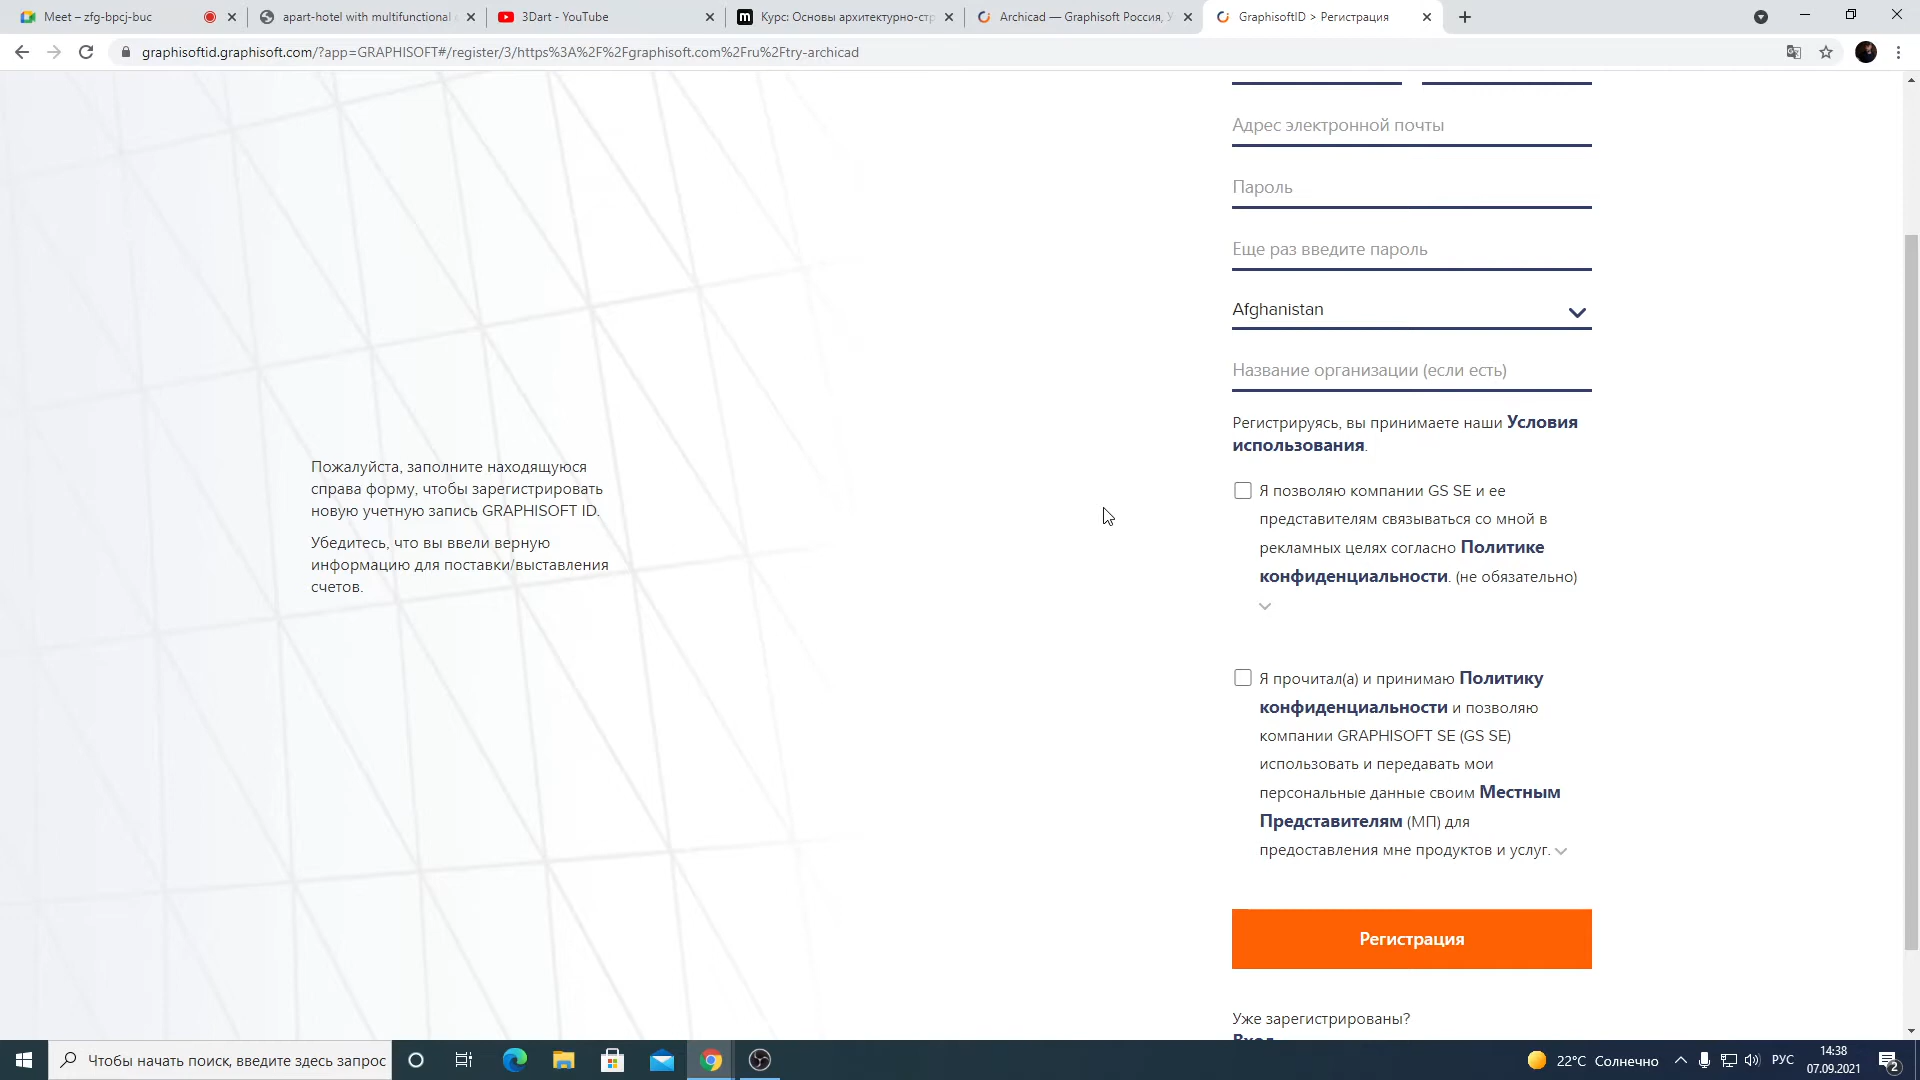 Meet – zfg-bpcj-buc
apart-hotel with multifunctional
3Dart - YouTube
Курс: Основы архитектурно-стр
Archicad — Graphisoft Россия, У
GraphisoftID > Регистрация
graphisoftid.graphisoft.com/?app=GRAPHISOFT#/register/3/https%3A%2F%2Fgraphisoft.com%2Fru%2Ftry-archicad
Адрес электронной почты
Пароль
Еще раз введите пароль
Afghanistan
Название организации (если есть)
Регистрируясь, вы принимаете наши Условия
использования.
Я позволяю компании GS SE и ее
представителям связываться со мной в
рекламных целях согласно Политике
конфиденциальности. (не обязательно)
Я прочитал(а) и принимаю Политику
конфиденциальности и позволяю
компании GRAPHISOFT SE (GS SE)
использовать и передавать мои
персональные данные своим Местным
Представителям (МП) для
предоставления мне продуктов и услуг.
Регистрация
Уже зарегистрированы?
Вход
Пожалуйста, заполните находящуюся
справа форму, чтобы зарегистрировать
новую учетную запись GRAPHISOFT ID.
Убедитесь, что вы ввели верную
информацию для поставки/выставления
счетов.
Чтобы начать поиск, введите здесь запрос
22°C Солнечно
РУС
14:38
07.09.2021
2